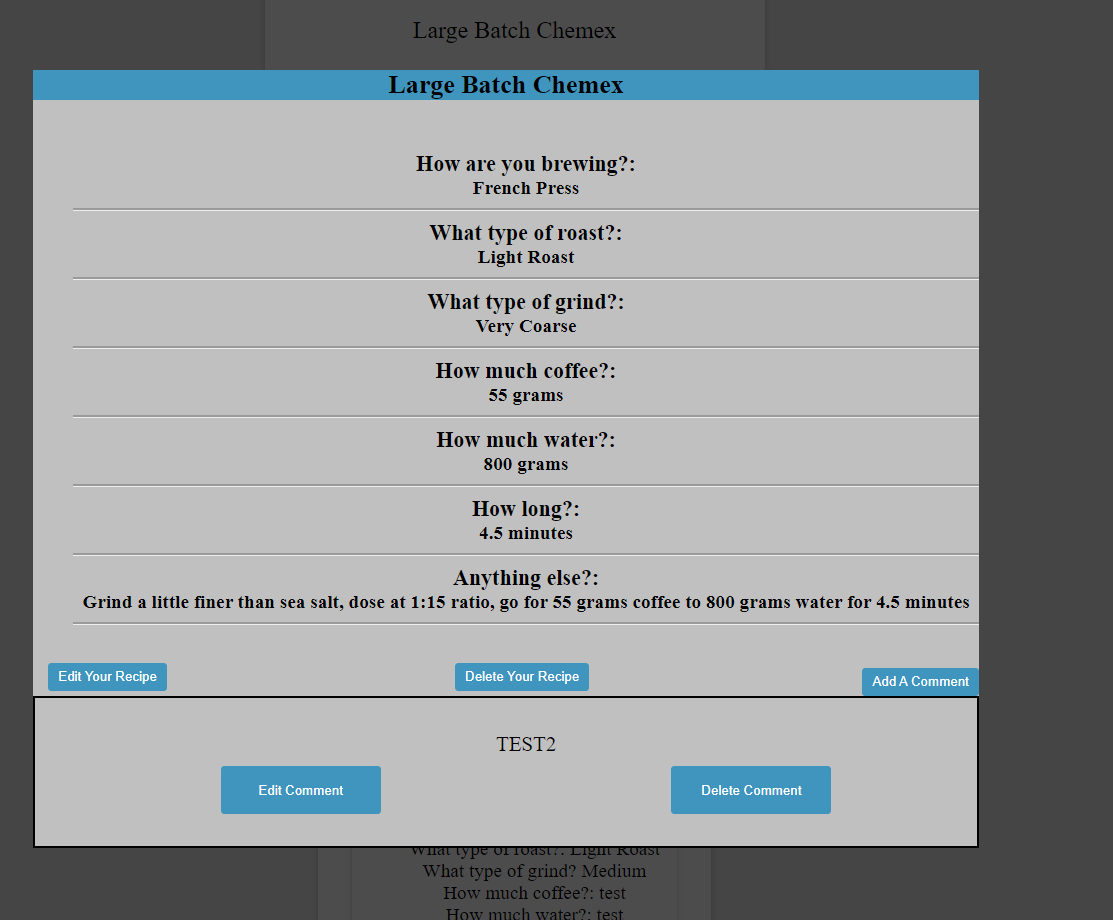 Large Batch Chemex
Large Batch Chemex
How are you brewing?:
French Press
What type of roast?:
Light Roast
What type of grind?:
Very Coarse
How much coffee?:
55 grams
How much water?:
800 grams
How long?:
4.5 minutes
Anything else?:
Grind a little finer than sea salt, dose at 1:15 ratio, go for 55 grams coffee to 800 grams water for 4.5 minutes
Edit Your Recipe Delete Your Recipe Add A Comment
TEST2
Edit Comment Delete Comment
What type of roast?: Light Roast
What type of grind? Medium
How much coffee?: test
How much water?: test